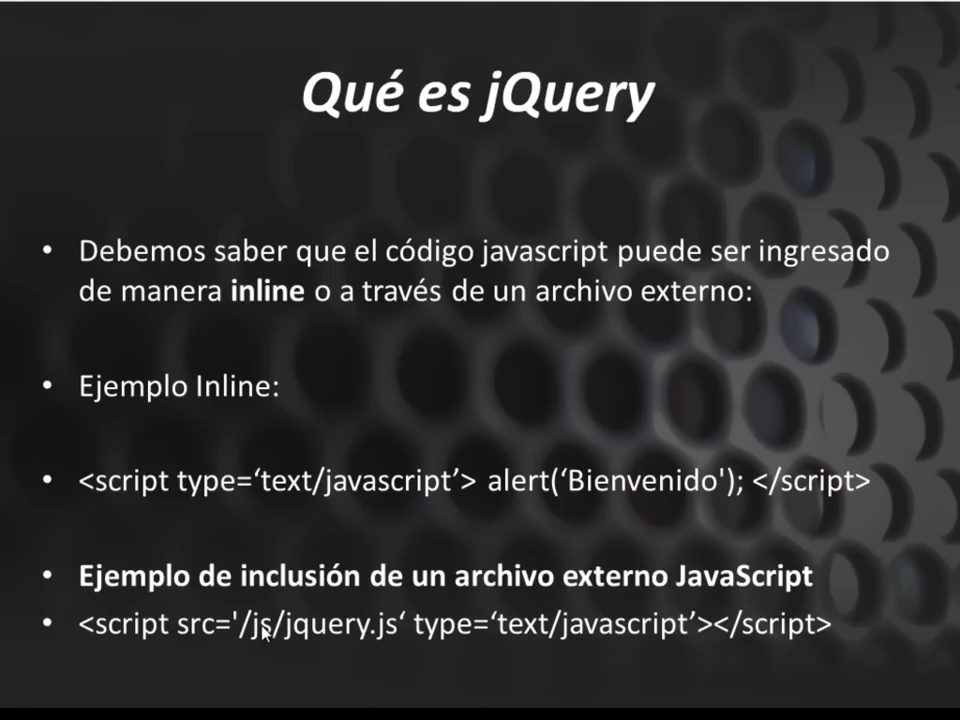 Qué es jQuery
• Debemos saber que el código javascript puede ser ingresado
de manera inline o a través de un archivo externo:
• Ejemplo Inline:
• <script type=‘text/javascript’> alert(‘Bienvenido'); </script>
• Ejemplo de inclusión de un archivo externo JavaScript
• <script src='/js/jquery.js‘ type=‘text/javascript’></script>